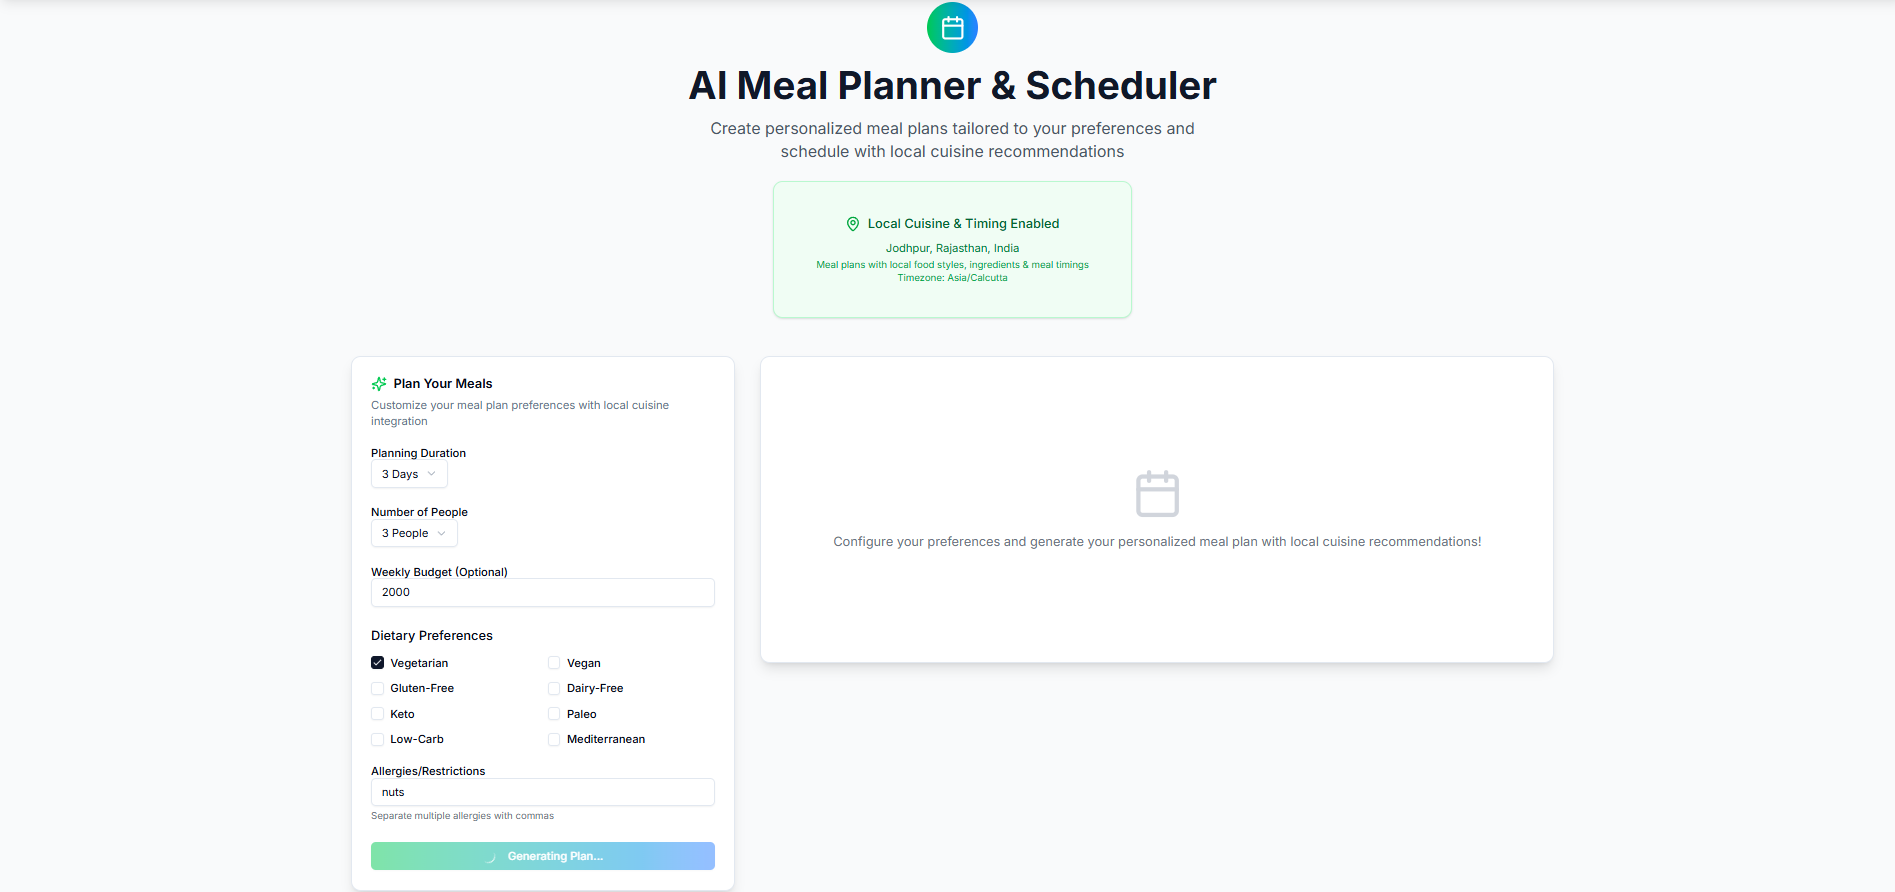 AI Meal Planner & Scheduler
Create personalized meal plans tailored to your preferences and
schedule with local cuisine recommendations
Local Cuisine & Timing Enabled
Jodhpur, Rajasthan, India
Meal plans with local food styles, ingredients & meal timings
Timezone: Asia/Calcutta
Plan Your Meals
Customize your meal plan preferences with local cuisine
integration
Planning Duration
3 Days
Number of People
3 People
Weekly Budget (Optional)
2000
Dietary Preferences
Vegetarian
Vegan
Gluten-Free
Dairy-Free
Keto
Paleo
Low-Carb
Mediterranean
Allergies/Restrictions
nuts
Separate multiple allergies with commas
Generating Plan...
Configure your preferences and generate your personalized meal plan with local cuisine recommendations!